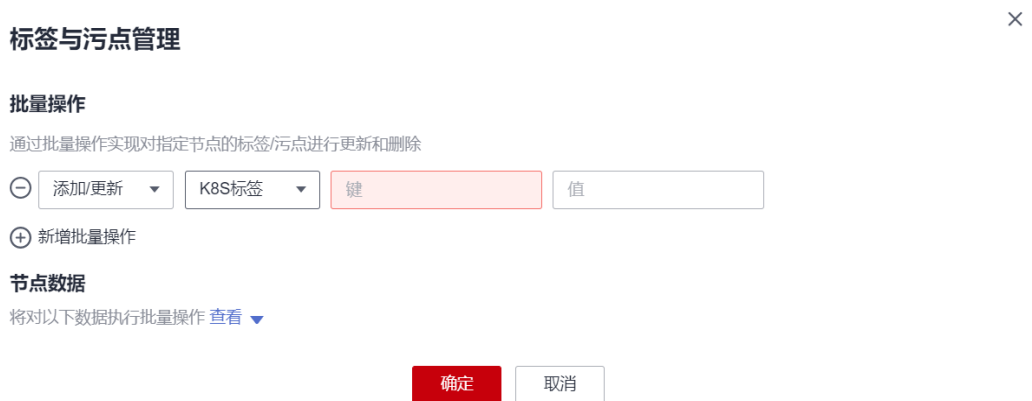 标签与污点管理
批量操作
通过批量操作实现对指定节点的标签/污点进行更新和删除
添加/更新 K8S标签 键 值
新增批量操作
节点数据
将对以下数据执行批量操作 查看
确定 取消